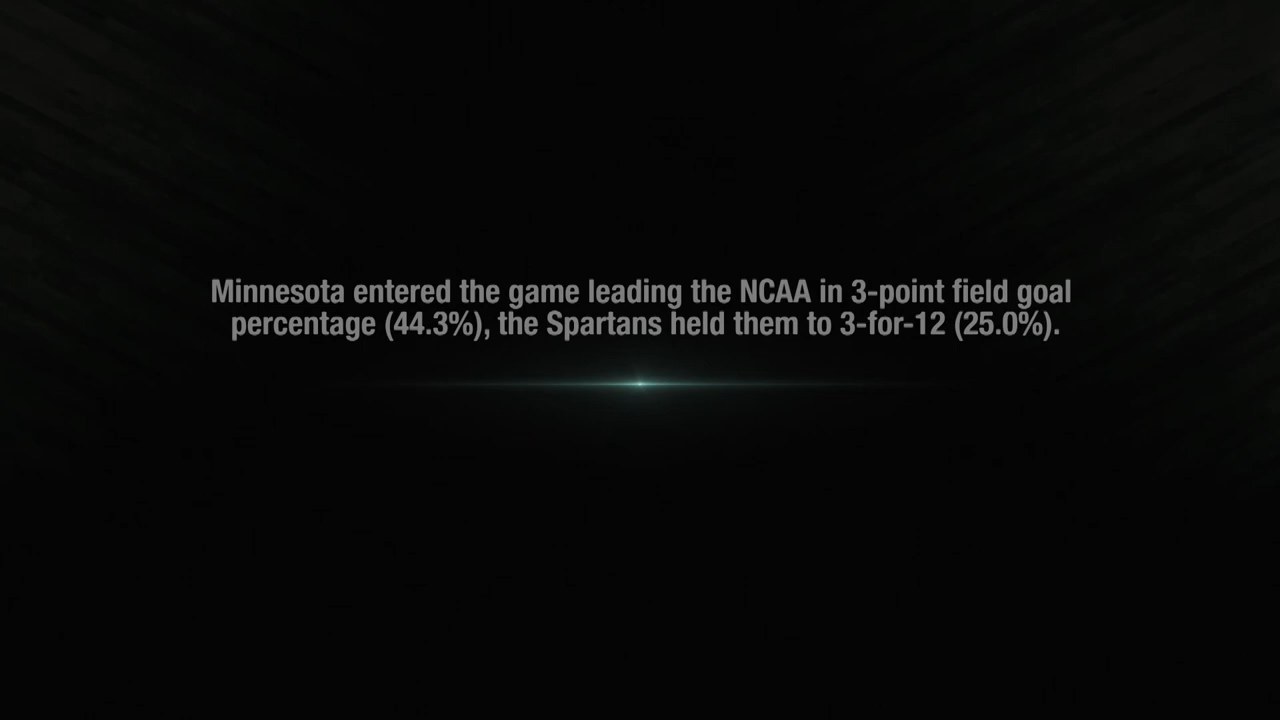 Minnesota entered the game leading the NCAA in 3-point field goal
percentage (44.3%), the Spartans held them to 3-for-12 (25.0%).